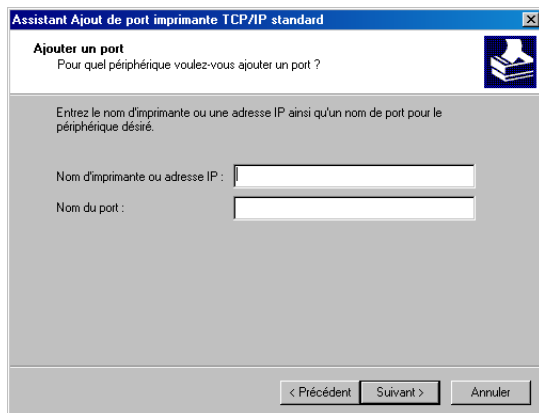 Assistant Ajout de port imprimante TCP/IP standard
Ajouter un port
Pour quel périphérique voulez-vous ajouter un port ?
Entrez le nom d'imprimante ou une adresse IP ainsi qu'un nom de port pour le
périphérique désiré.
Nom d'imprimante ou adresse IP :
Nom du port :
< Précédent Suivant > Annuler